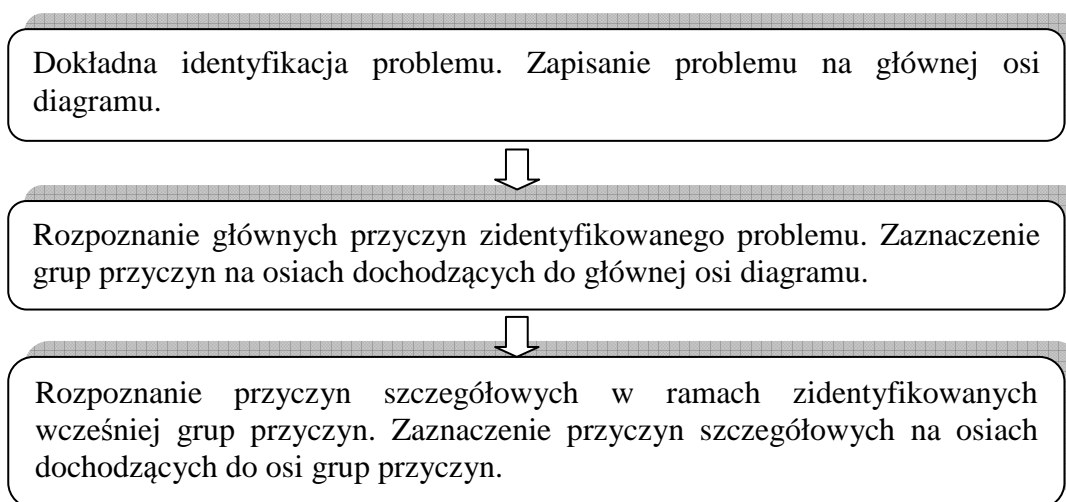 Dokładna identyfikacja problemu. Zapisanie problemu na głównej osi
diagramu.
Rozpoznanie głównych przyczyn zidentyfikowanego problemu. Zaznaczenie
grup przyczyn na osiach dochodzących do głównej osi diagramu.
Rozpoznanie przyczyn szczegółowych w ramach zidentyfikowanych
wcześniej grup przyczyn. Zaznaczenie przyczyn szczegółowych na osiach
dochodzących do osi grup przyczyn.